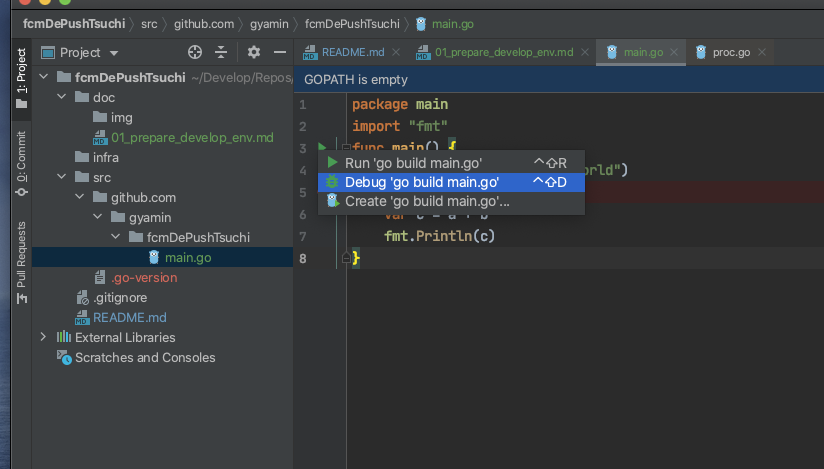 fcmDePushTsuchi 〉 src 〉 github.com 〉 gyamin 〉 fcmDePushTsuchi 〉 main.go
Project
README.md
01_prepare_develop_env.md
main.go
proc.go
1: Project
0: Commit
Pull Requests
fcmDePushTsuchi ~/Develop/Repos/
doc
img
01_prepare_develop_env.md
infra
src
github.com
gyamin
fcmDePushTsuchi
main.go
.go-version
.gitignore
README.md
External Libraries
Scratches and Consoles
GOPATH is empty
1 package main
2 import "fmt"
3 func main() {
4 orld")
5
6 var c = a + b
7 fmt.Println(c)
8 }
Run 'go build main.go' ^⇧R
Debug 'go build main.go' ^⇧D
Create 'go build main.go'...